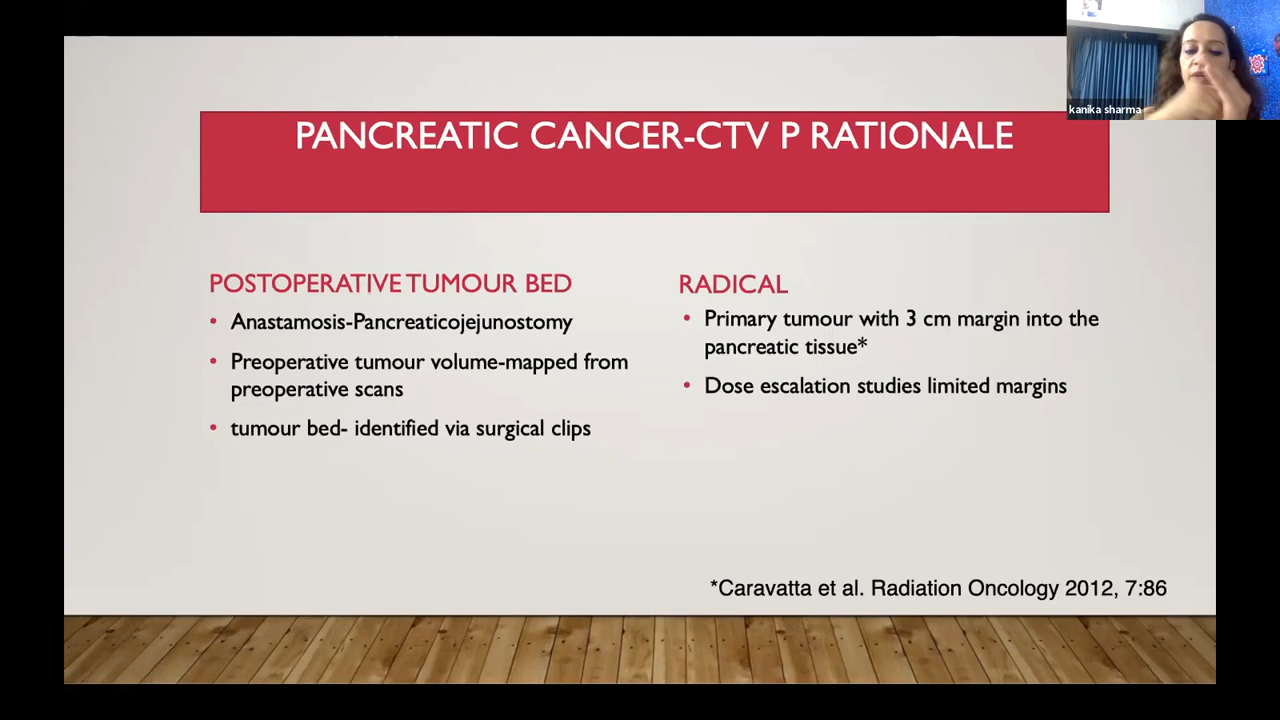 kanika sharma
PANCREATIC CANCER-CTV P RATIONALE
POSTOPERATIVE TUMOUR BED
• Anastamosis-Pancreaticojejunostomy
• Preoperative tumour volume-mapped from
preoperative scans
• tumour bed- identified via surgical clips
RADICAL
• Primary tumour with 3 cm margin into the
pancreatic tissue*
• Dose escalation studies limited margins
*Caravatta et al. Radiation Oncology 2012, 7:86